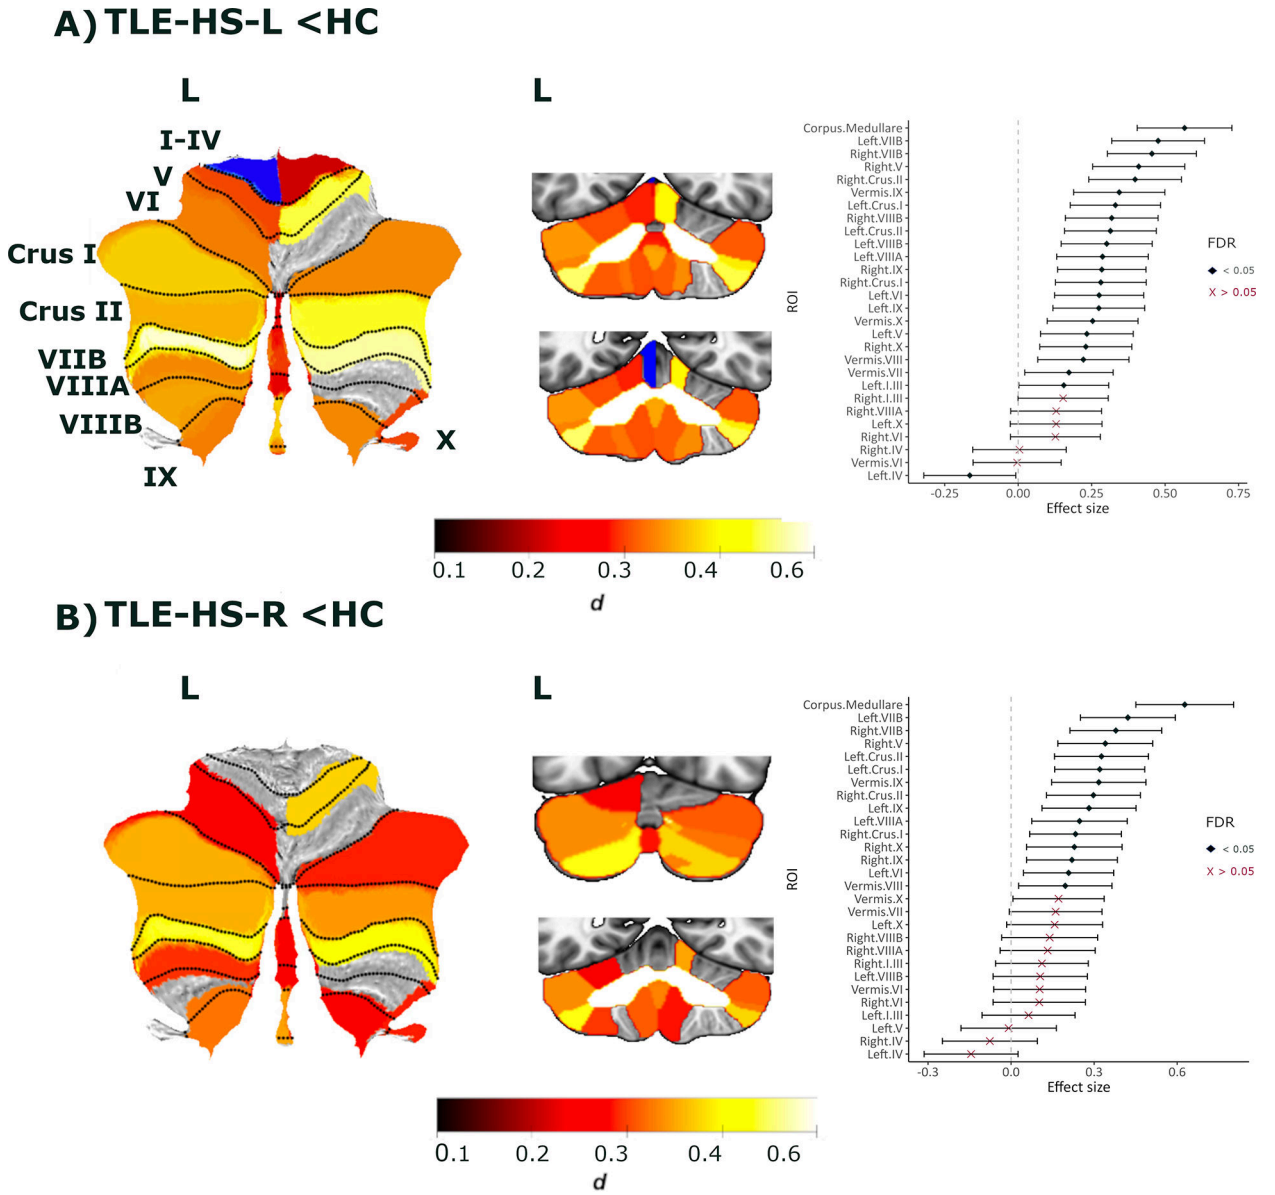 A) TLE-HS-L <HC
L
L
I-IV
V
VI
Crus I
Crus II
VIIB
VIIIA
VIIIB
IX
X
Corpus.Medullare
Left.VIIB
Right.VIIB
Right.V
Right.Crus.II
Vermis.IX
Left.Crus.I
Right.VIIIB
Left.Crus.II
Left.VIIIB
Left.VIIIA
Right.IX
Right.Crus.I
Left.VI
Left.IX
Vermis.X
Left.V
Right.X
Vermis.VIII
Vermis.VII
Left.I.III
Right.I.III
Right.VIIIA
Left.X
Right.VI
Right.IV
Vermis.VI
Left.IV
ROI
-0.25 0.00 0.25 0.50 0.75
Effect size
FDR
< 0.05
X > 0.05
0.1 0.2 0.3 0.4 0.6
d
B) TLE-HS-R <HC
L
L
Corpus.Medullare
Left.VIIB
Right.VIIB
Right.V
Left.Crus.II
Left.Crus.I
Vermis.IX
Right.Crus.II
Left.IX
Left.VIIIA
Right.Crus.I
Right.X
Right.IX
Left.VI
Vermis.VIII
Vermis.X
Vermis.VII
Left.X
Right.VIIIB
Right.VIIIA
Right.I.III
Left.VIIIB
Vermis.VI
Right.VI
Left.I.III
Left.V
Right.IV
Left.IV
ROI
-0.3 0.0 0.3 0.6
Effect size
FDR
< 0.05
X > 0.05
0.1 0.2 0.3 0.4 0.6
d